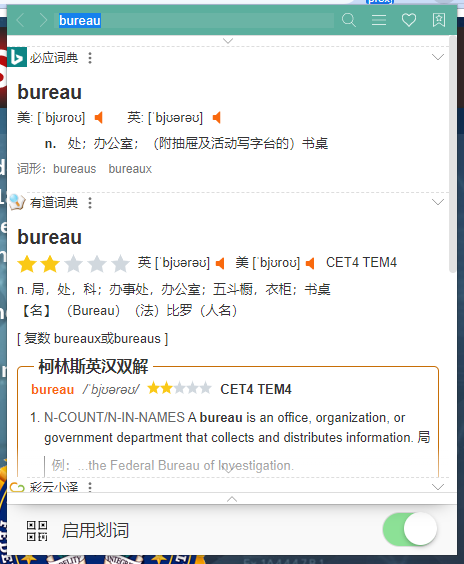 bureau
必应词典
bureau
美: [ˈbjʊroʊ] 英: [ˈbjʊərəʊ]
n. 处；办公室；（附抽屉及活动写字台的）书桌
词形: bureaus bureaux
有道词典
bureau
英 [ˈbjʊərəʊ] 美 [ˈbjʊroʊ] CET4 TEM4
n. 局，处，科；办事处，办公室；五斗橱，衣柜；书桌
【名】 （Bureau）（法）比罗（人名）
[ 复数 bureaux或bureaus ]
柯林斯英汉双解
bureau /ˈbjʊərəʊ/ CET4 TEM4
1. N-COUNT/N-IN-NAMES A bureau is an office, organization, or
government department that collects and distributes information. 局
例：...the Federal Bureau of Investigation.
彩云小译
启用划词